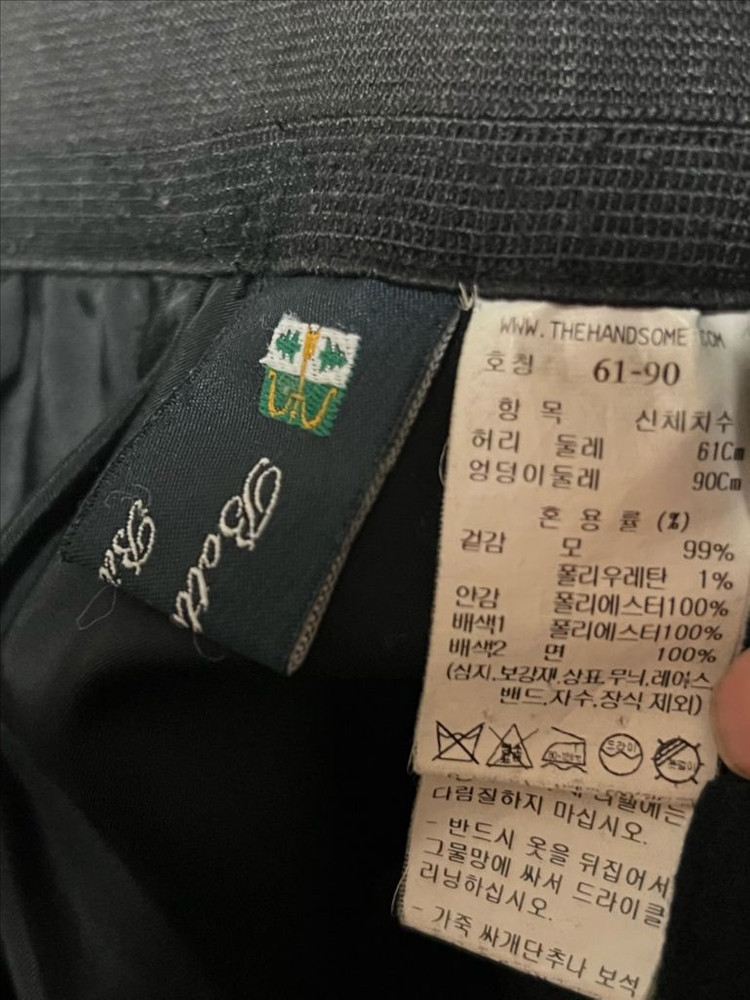 WWW.THEHANDSOME.COM
호칭 61-90
항 목 신체치수
허리 둘레 61Cm
엉덩이둘레 90Cm
혼 용 률 (%)
겉감 모 99%
폴리우레탄 1%
안감 폴리에스터100%
배색1 폴리에스터100%
배색2 면 100%
(심지,보강재,상표,무늬,레이스
밴드,자수,장식 제외)
드라이
다림질하지 마십시오.
- 반드시 옷을 뒤집어서
그물망에 싸서 드라이클
리닝하십시오.
- 가죽 싸개단추나 보석
Bott